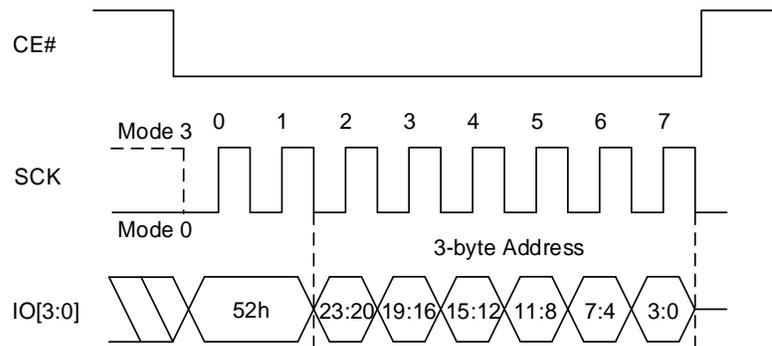 CE#
0 1 2 3 4 5 6 7
Mode 3
SCK
Mode 0
3-byte Address
IO[3:0] 52h 23:20 19:16 15:12 11:8 7:4 3:0